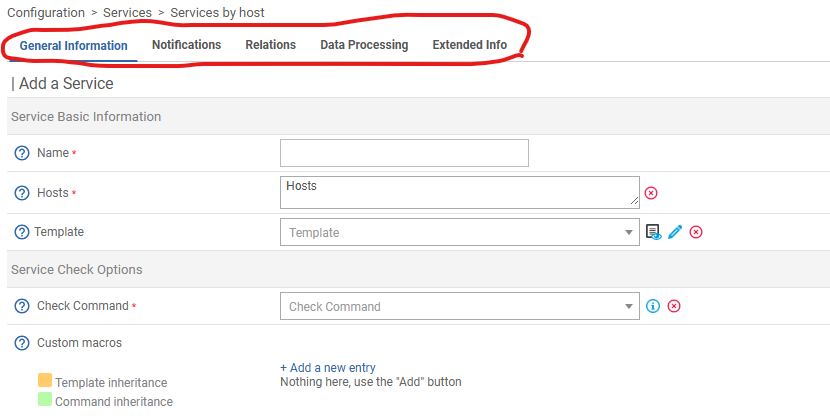 Configuration > Services > Services by host
General Information Notifications Relations Data Processing Extended Info
| Add a Service
Service Basic Information
? Name *
? Hosts * Hosts
? Template Template
Service Check Options
? Check Command * Check Command
? Custom macros
+ Add a new entry
Template inheritance Nothing here, use the "Add" button
Command inheritance